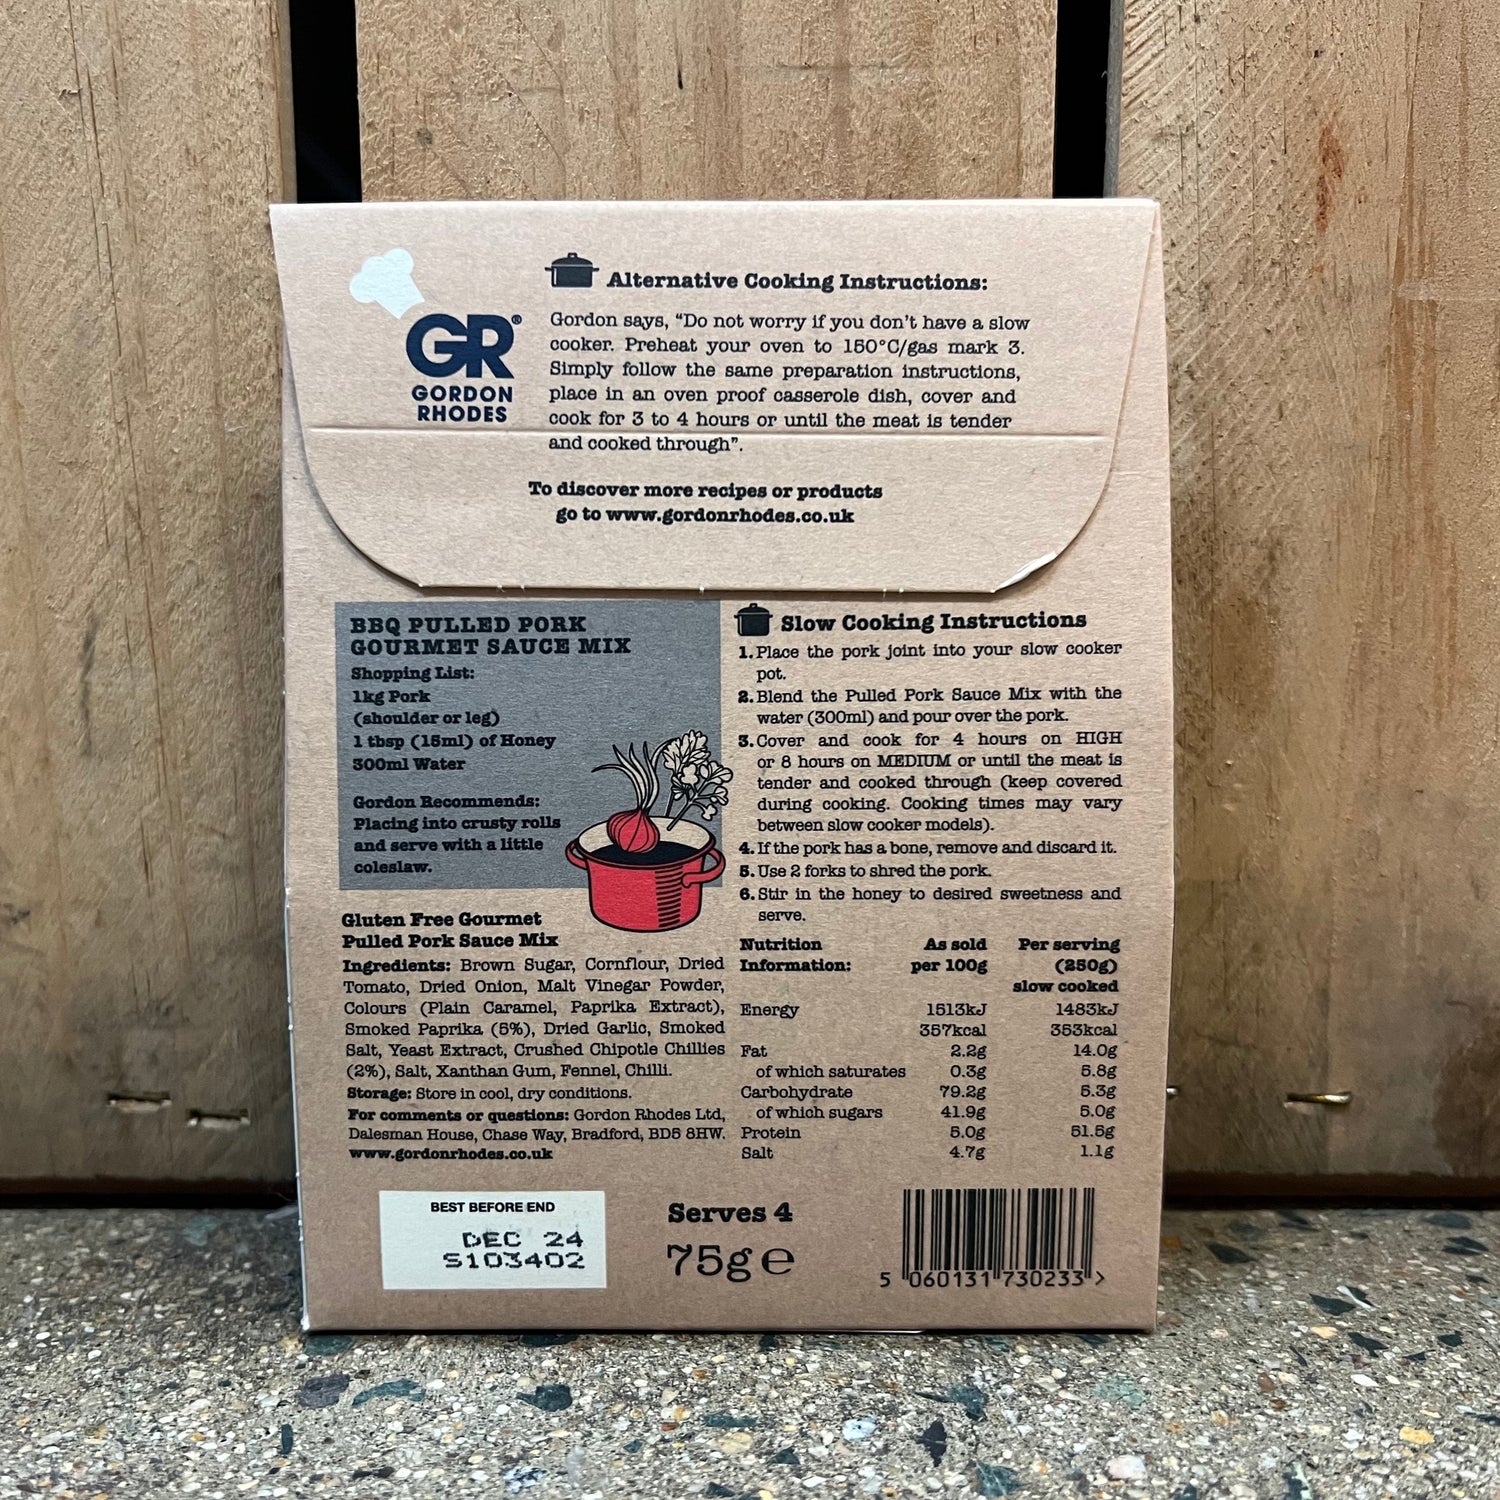 GR®
GORDON
RHODES
Alternative Cooking Instructions:
Gordon says, “Do not worry if you don’t have a slow
cooker. Preheat your oven to 150°C/gas mark 3.
Simply follow the same preparation instructions,
place in an oven proof casserole dish, cover and
cook for 3 to 4 hours or until the meat is tender
and cooked through”.
To discover more recipes or products
go to www.gordonrhodes.co.uk
BBQ PULLED PORK
GOURMET SAUCE MIX
Shopping List:
1kg Pork
(shoulder or leg)
1 tbsp (15ml) of Honey
300ml Water
Gordon Recommends:
Placing into crusty rolls
and serve with a little
coleslaw.
Gluten Free Gourmet
Pulled Pork Sauce Mix
Ingredients: Brown Sugar, Cornflour, Dried
Tomato, Dried Onion, Malt Vinegar Powder,
Colours (Plain Caramel, Paprika Extract),
Smoked Paprika (5%), Dried Garlic, Smoked
Salt, Yeast Extract, Crushed Chipotle Chillies
(2%), Salt, Xanthan Gum, Fennel, Chilli.
Storage: Store in cool, dry conditions.
For comments or questions: Gordon Rhodes Ltd,
Dalesman House, Chase Way, Bradford, BD5 8HW.
www.gordonrhodes.co.uk
Slow Cooking Instructions
1. Place the pork joint into your slow cooker
pot.
2. Blend the Pulled Pork Sauce Mix with the
water (300ml) and pour over the pork.
3. Cover and cook for 4 hours on HIGH
or 8 hours on MEDIUM or until the meat is
tender and cooked through (keep covered
during cooking. Cooking times may vary
between slow cooker models).
4. If the pork has a bone, remove and discard it.
5. Use 2 forks to shred the pork.
6. Stir in the honey to desired sweetness and
serve.
Nutrition As sold Per serving
Information: per 100g (250g)
slow cooked
Energy 1513kJ 1483kJ
357kcal 353kcal
Fat 2.2g 14.0g
of which saturates 0.3g 5.8g
Carbohydrate 79.2g 5.3g
of which sugars 41.9g 5.0g
Protein 5.0g 51.5g
Salt 4.7g 1.1g
BEST BEFORE END
DEC 24
S103402
Serves 4
75g e
5 060131 730233 >